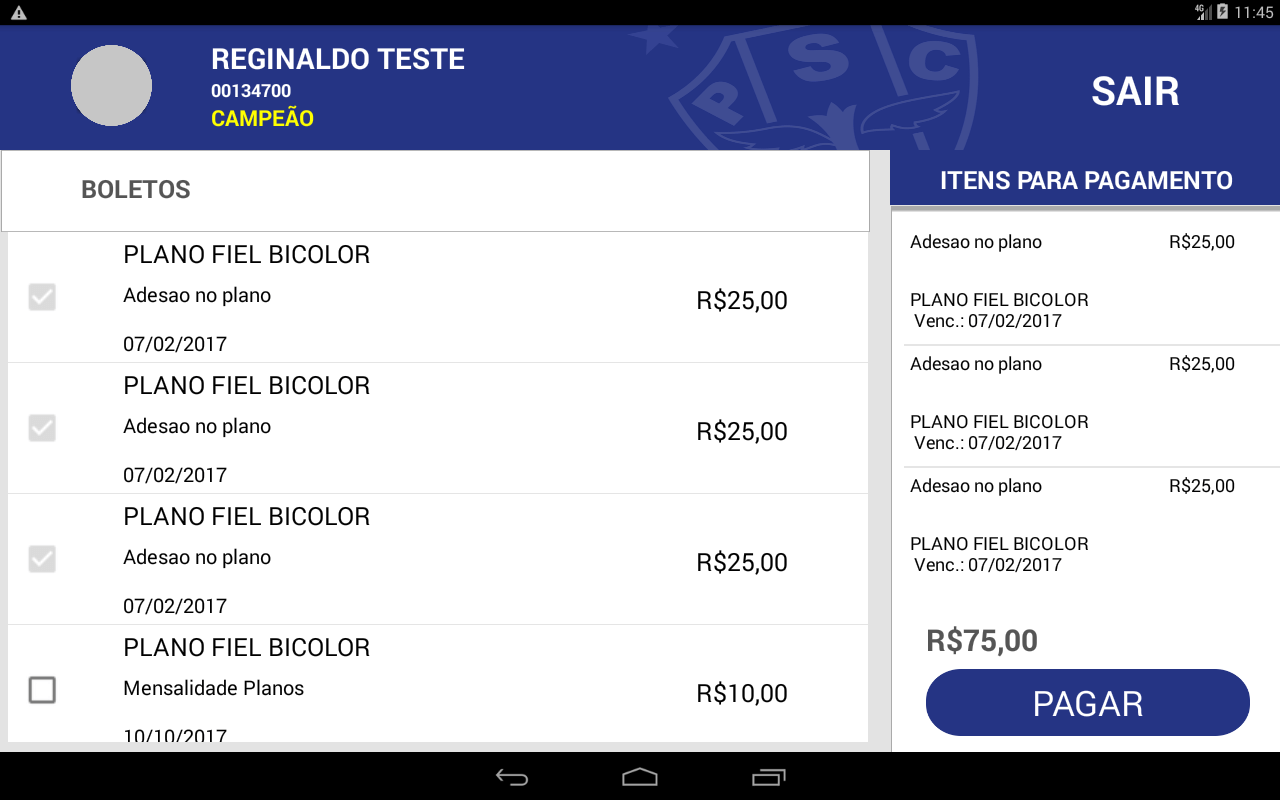 4G 11:45
REGINALDO TESTE
00134700
CAMPEÃO
P S C
SAIR
BOLETOS
PLANO FIEL BICOLOR
Adesao no plano
R$25,00
07/02/2017
PLANO FIEL BICOLOR
Adesao no plano
R$25,00
07/02/2017
PLANO FIEL BICOLOR
Adesao no plano
R$25,00
07/02/2017
PLANO FIEL BICOLOR
Mensalidade Planos
R$10,00
10/10/2017
ITENS PARA PAGAMENTO
Adesao no plano R$25,00
PLANO FIEL BICOLOR
Venc.: 07/02/2017
Adesao no plano R$25,00
PLANO FIEL BICOLOR
Venc.: 07/02/2017
Adesao no plano R$25,00
PLANO FIEL BICOLOR
Venc.: 07/02/2017
R$75,00
PAGAR